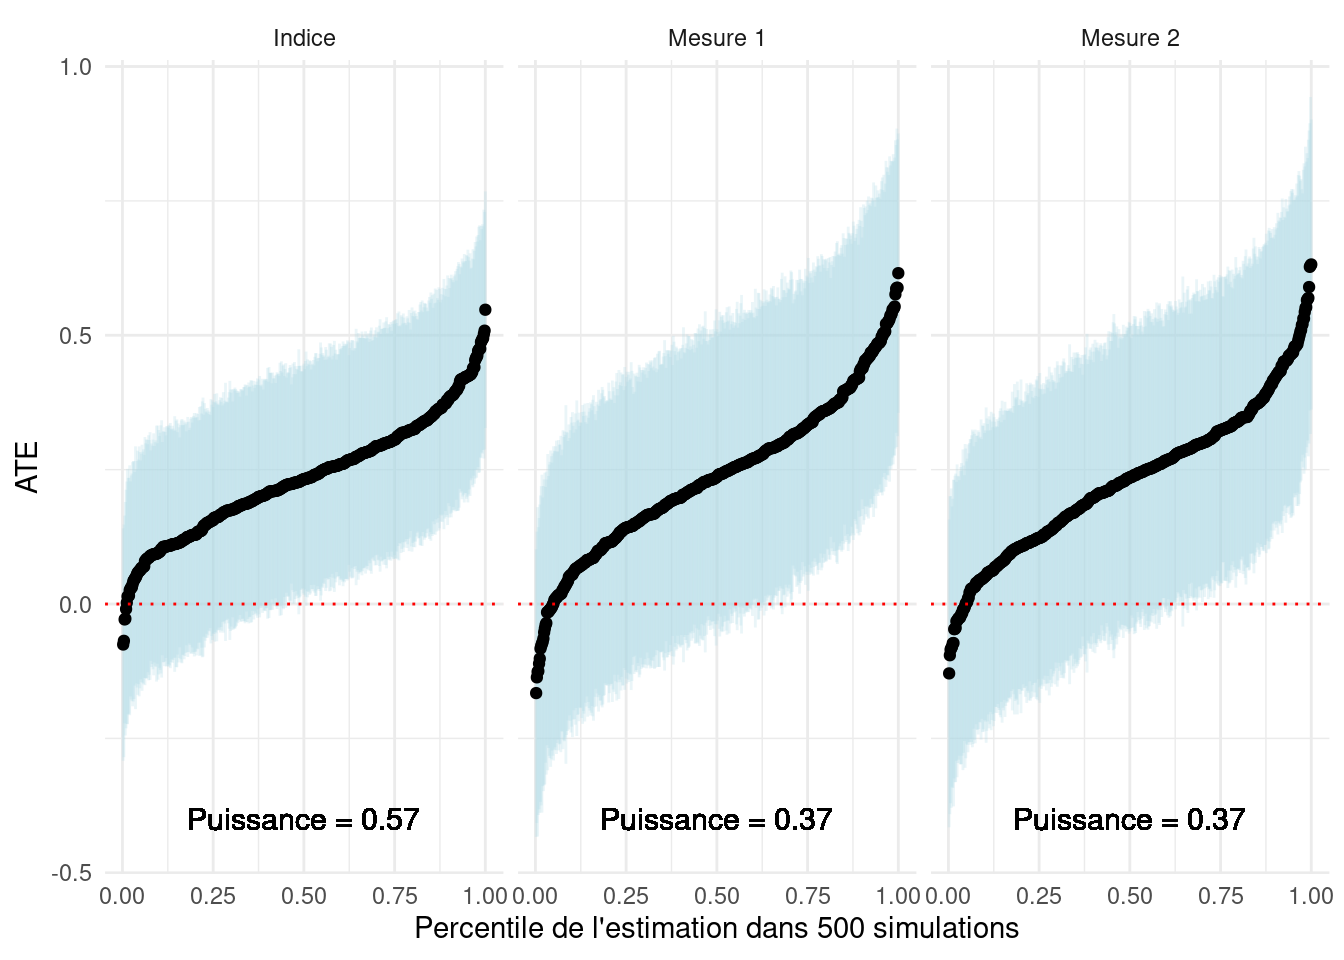 Indice
Mesure 1
Mesure 2
1.0
0.5
0.0
-0.5
ATE
Puissance = 0.57
Puissance = 0.37
Puissance = 0.37
0.00 0.25 0.50 0.75 1.00
0.00 0.25 0.50 0.75 1.00
0.00 0.25 0.50 0.75 1.00
Percentile de l'estimation dans 500 simulations